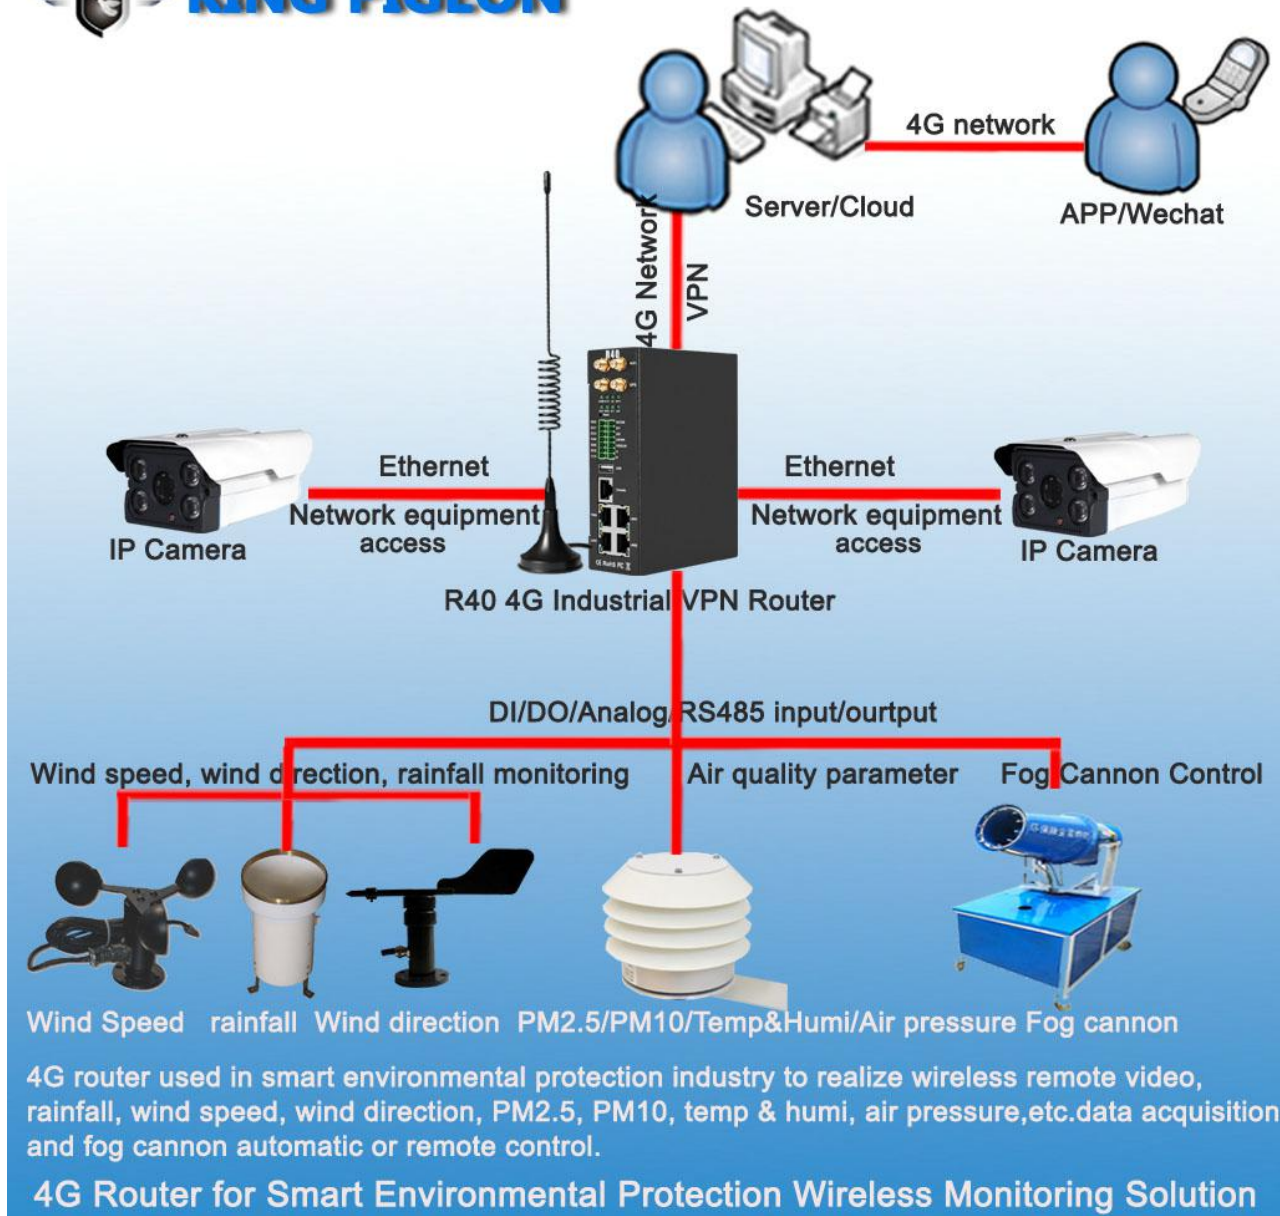 KING PIGEON
4G network
Server/Cloud
APP/Wechat
4G Network
VPN
R40
Ethernet
Network equipment
access
IP Camera
Ethernet
Network equipment
access
IP Camera
R40 4G Industrial VPN Router
DI/DO/Analog/RS485 input/ourtput
Wind speed, wind direction, rainfall monitoring
Air quality parameter
Fog Cannon Control
Wind Speed rainfall Wind direction PM2.5/PM10/Temp&Humi/Air pressure Fog cannon
4G router used in smart environmental protection industry to realize wireless remote video,
rainfall, wind speed, wind direction, PM2.5, PM10, temp & humi, air pressure,etc.data acquisition
and fog cannon automatic or remote control.
4G Router for Smart Environmental Protection Wireless Monitoring Solution